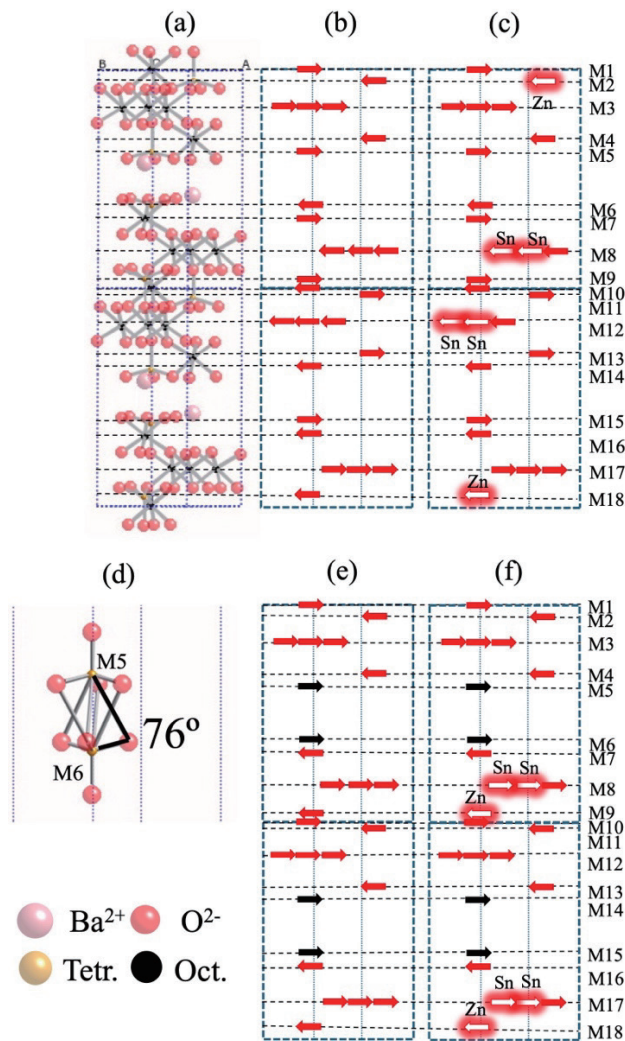 (a)
(b)
(c)
B
A
M1
M2
Zn
M3
M4
M5
M6
M7
Sn Sn
M8
M9
M10
M11
M12
Sn Sn
M13
M14
M15
M16
M17
Zn
M18
(d)
(e)
(f)
M1
M2
M3
M4
M5
M5
76º
M6
M6
M7
Sn Sn
M8
Zn
M9
M10
M11
M12
M13
M14
Ba2+ O2-
Tetr. Oct.
M15
M16
Sn Sn
M17
Zn
M18